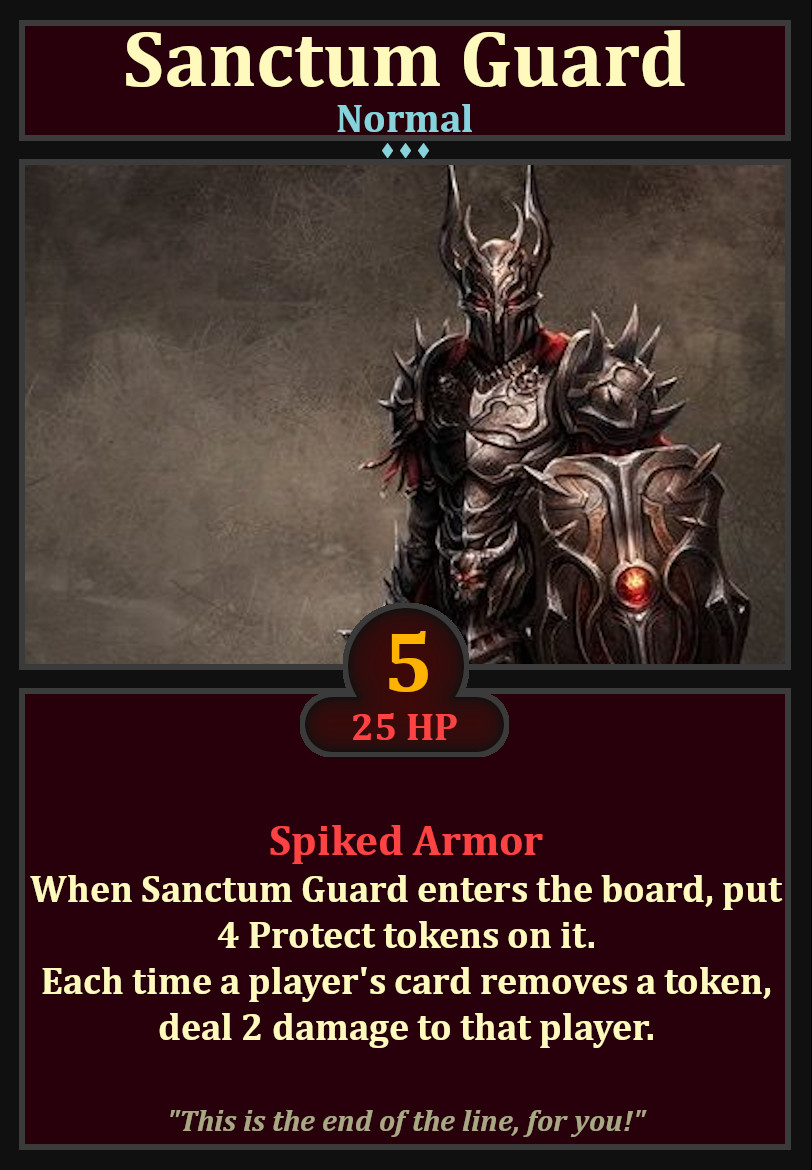 Sanctum Guard
Normal
5
25 HP
Spiked Armor
When Sanctum Guard enters the board, put
4 Protect tokens on it.
Each time a player's card removes a token,
deal 2 damage to that player.
"This is the end of the line, for you!"